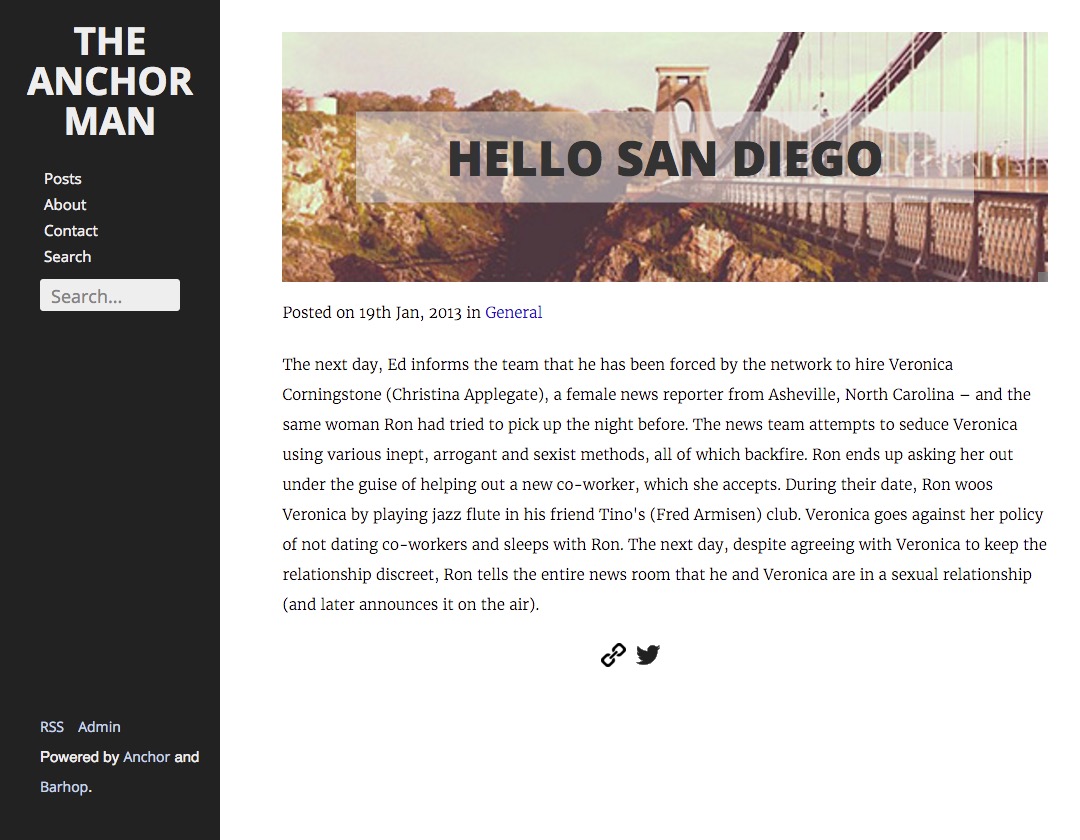 THE
ANCHOR
MAN
Posts
About
Contact
Search
Search...
RSS Admin
Powered by Anchor and
Barhop.
HELLO SAN DIEGO
Posted on 19th Jan, 2013 in General
The next day, Ed informs the team that he has been forced by the network to hire Veronica
Corningstone (Christina Applegate), a female news reporter from Asheville, North Carolina – and the
same woman Ron had tried to pick up the night before. The news team attempts to seduce Veronica
using various inept, arrogant and sexist methods, all of which backfire. Ron ends up asking her out
under the guise of helping out a new co-worker, which she accepts. During their date, Ron woos
Veronica by playing jazz flute in his friend Tino's (Fred Armisen) club. Veronica goes against her policy
of not dating co-workers and sleeps with Ron. The next day, despite agreeing with Veronica to keep the
relationship discreet, Ron tells the entire news room that he and Veronica are in a sexual relationship
(and later announces it on the air).